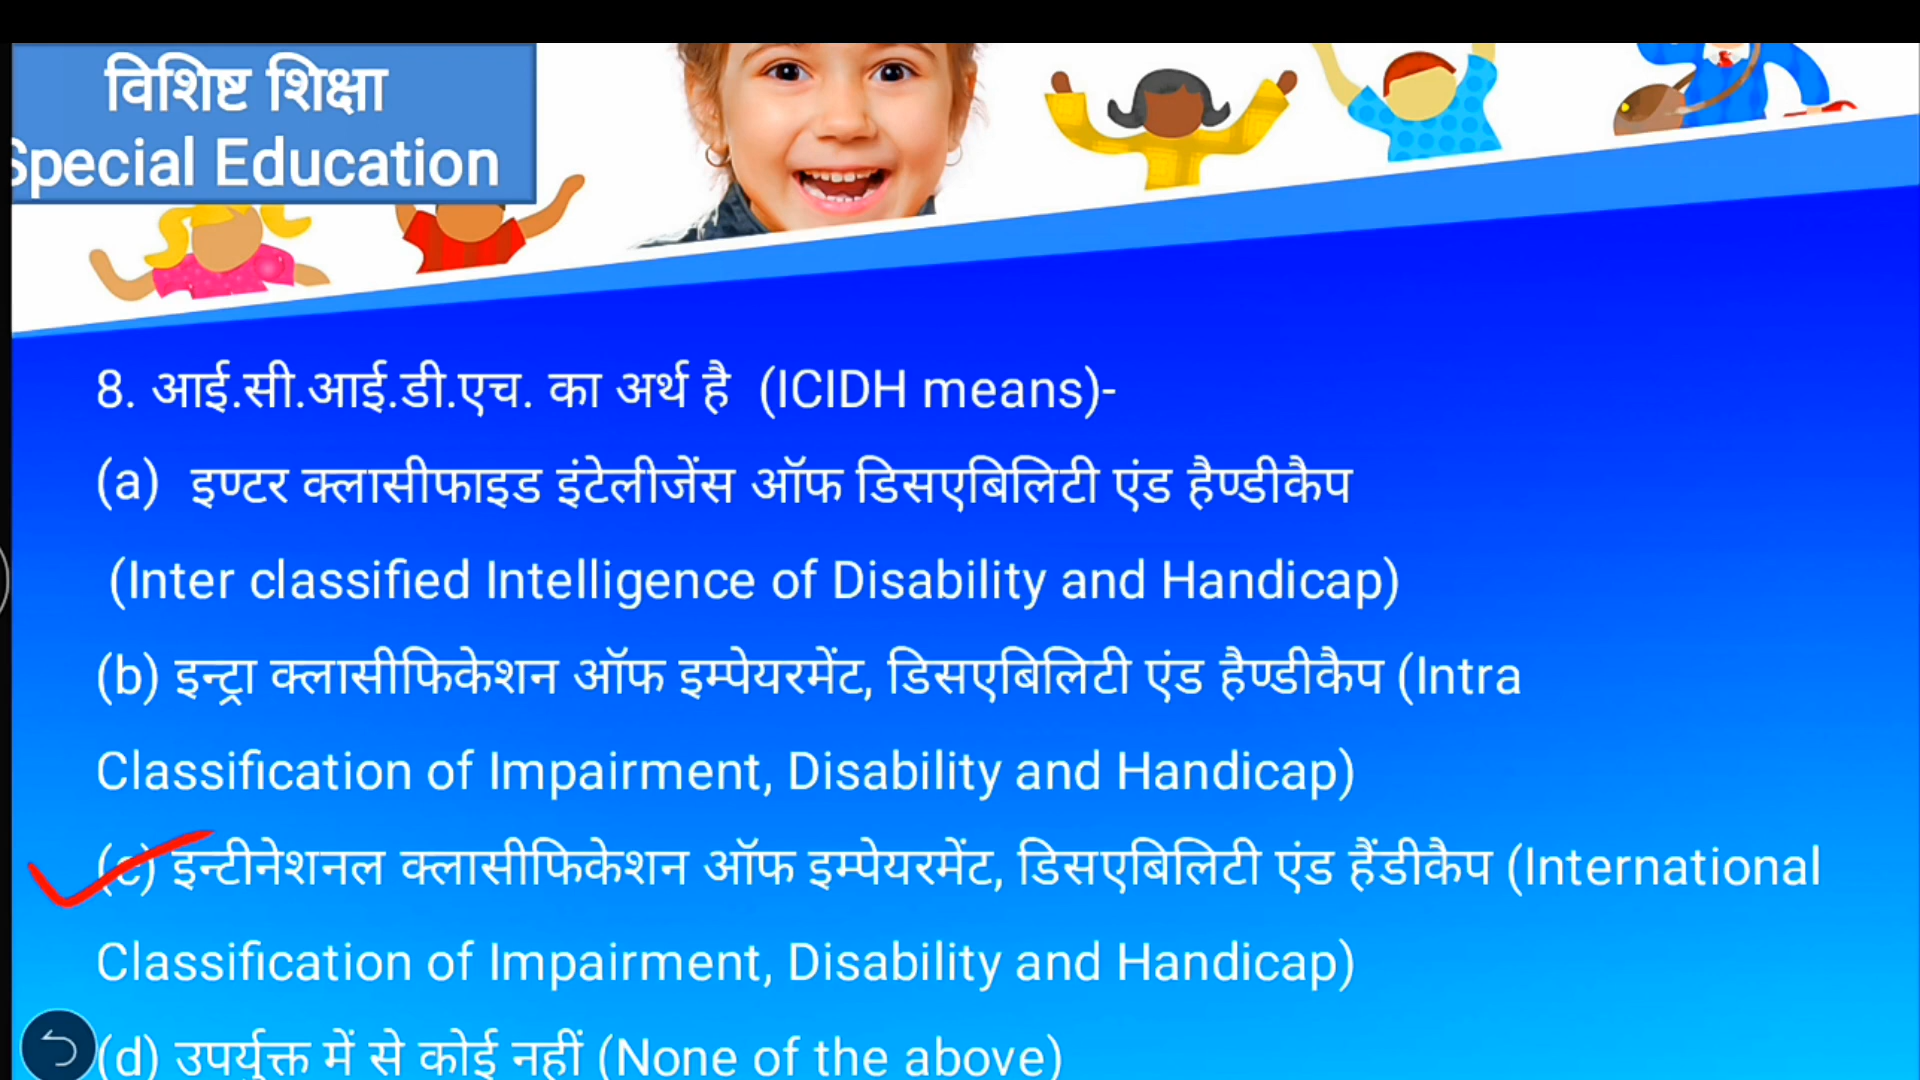 विशिष्ट शिक्षा
Special Education
8. आई.सी.आई.डी.एच. का अर्थ है (ICIDH means)-
(a) इण्टर क्लासीफाइड इंटेलीजेंस ऑफ डिसएबिलिटी एंड हैण्डीकैप
(Inter classified Intelligence of Disability and Handicap)
(b) इन्ट्रा क्लासीफिकेशन ऑफ इम्पेयरमेंट, डिसएबिलिटी एंड हैण्डीकैप (Intra
Classification of Impairment, Disability and Handicap)
(c) इन्टीनेशनल क्लासीफिकेशन ऑफ इम्पेयरमेंट, डिसएबिलिटी एंड हैंडीकैप (International
Classification of Impairment, Disability and Handicap)
(d) उपर्युक्त में से कोई नहीं (None of the above)